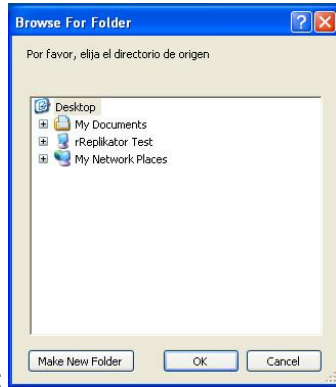 Browse For Folder
Por favor, elija el directorio de origen
Desktop
My Documents
rReplikator Test
My Network Places
Make New Folder OK Cancel